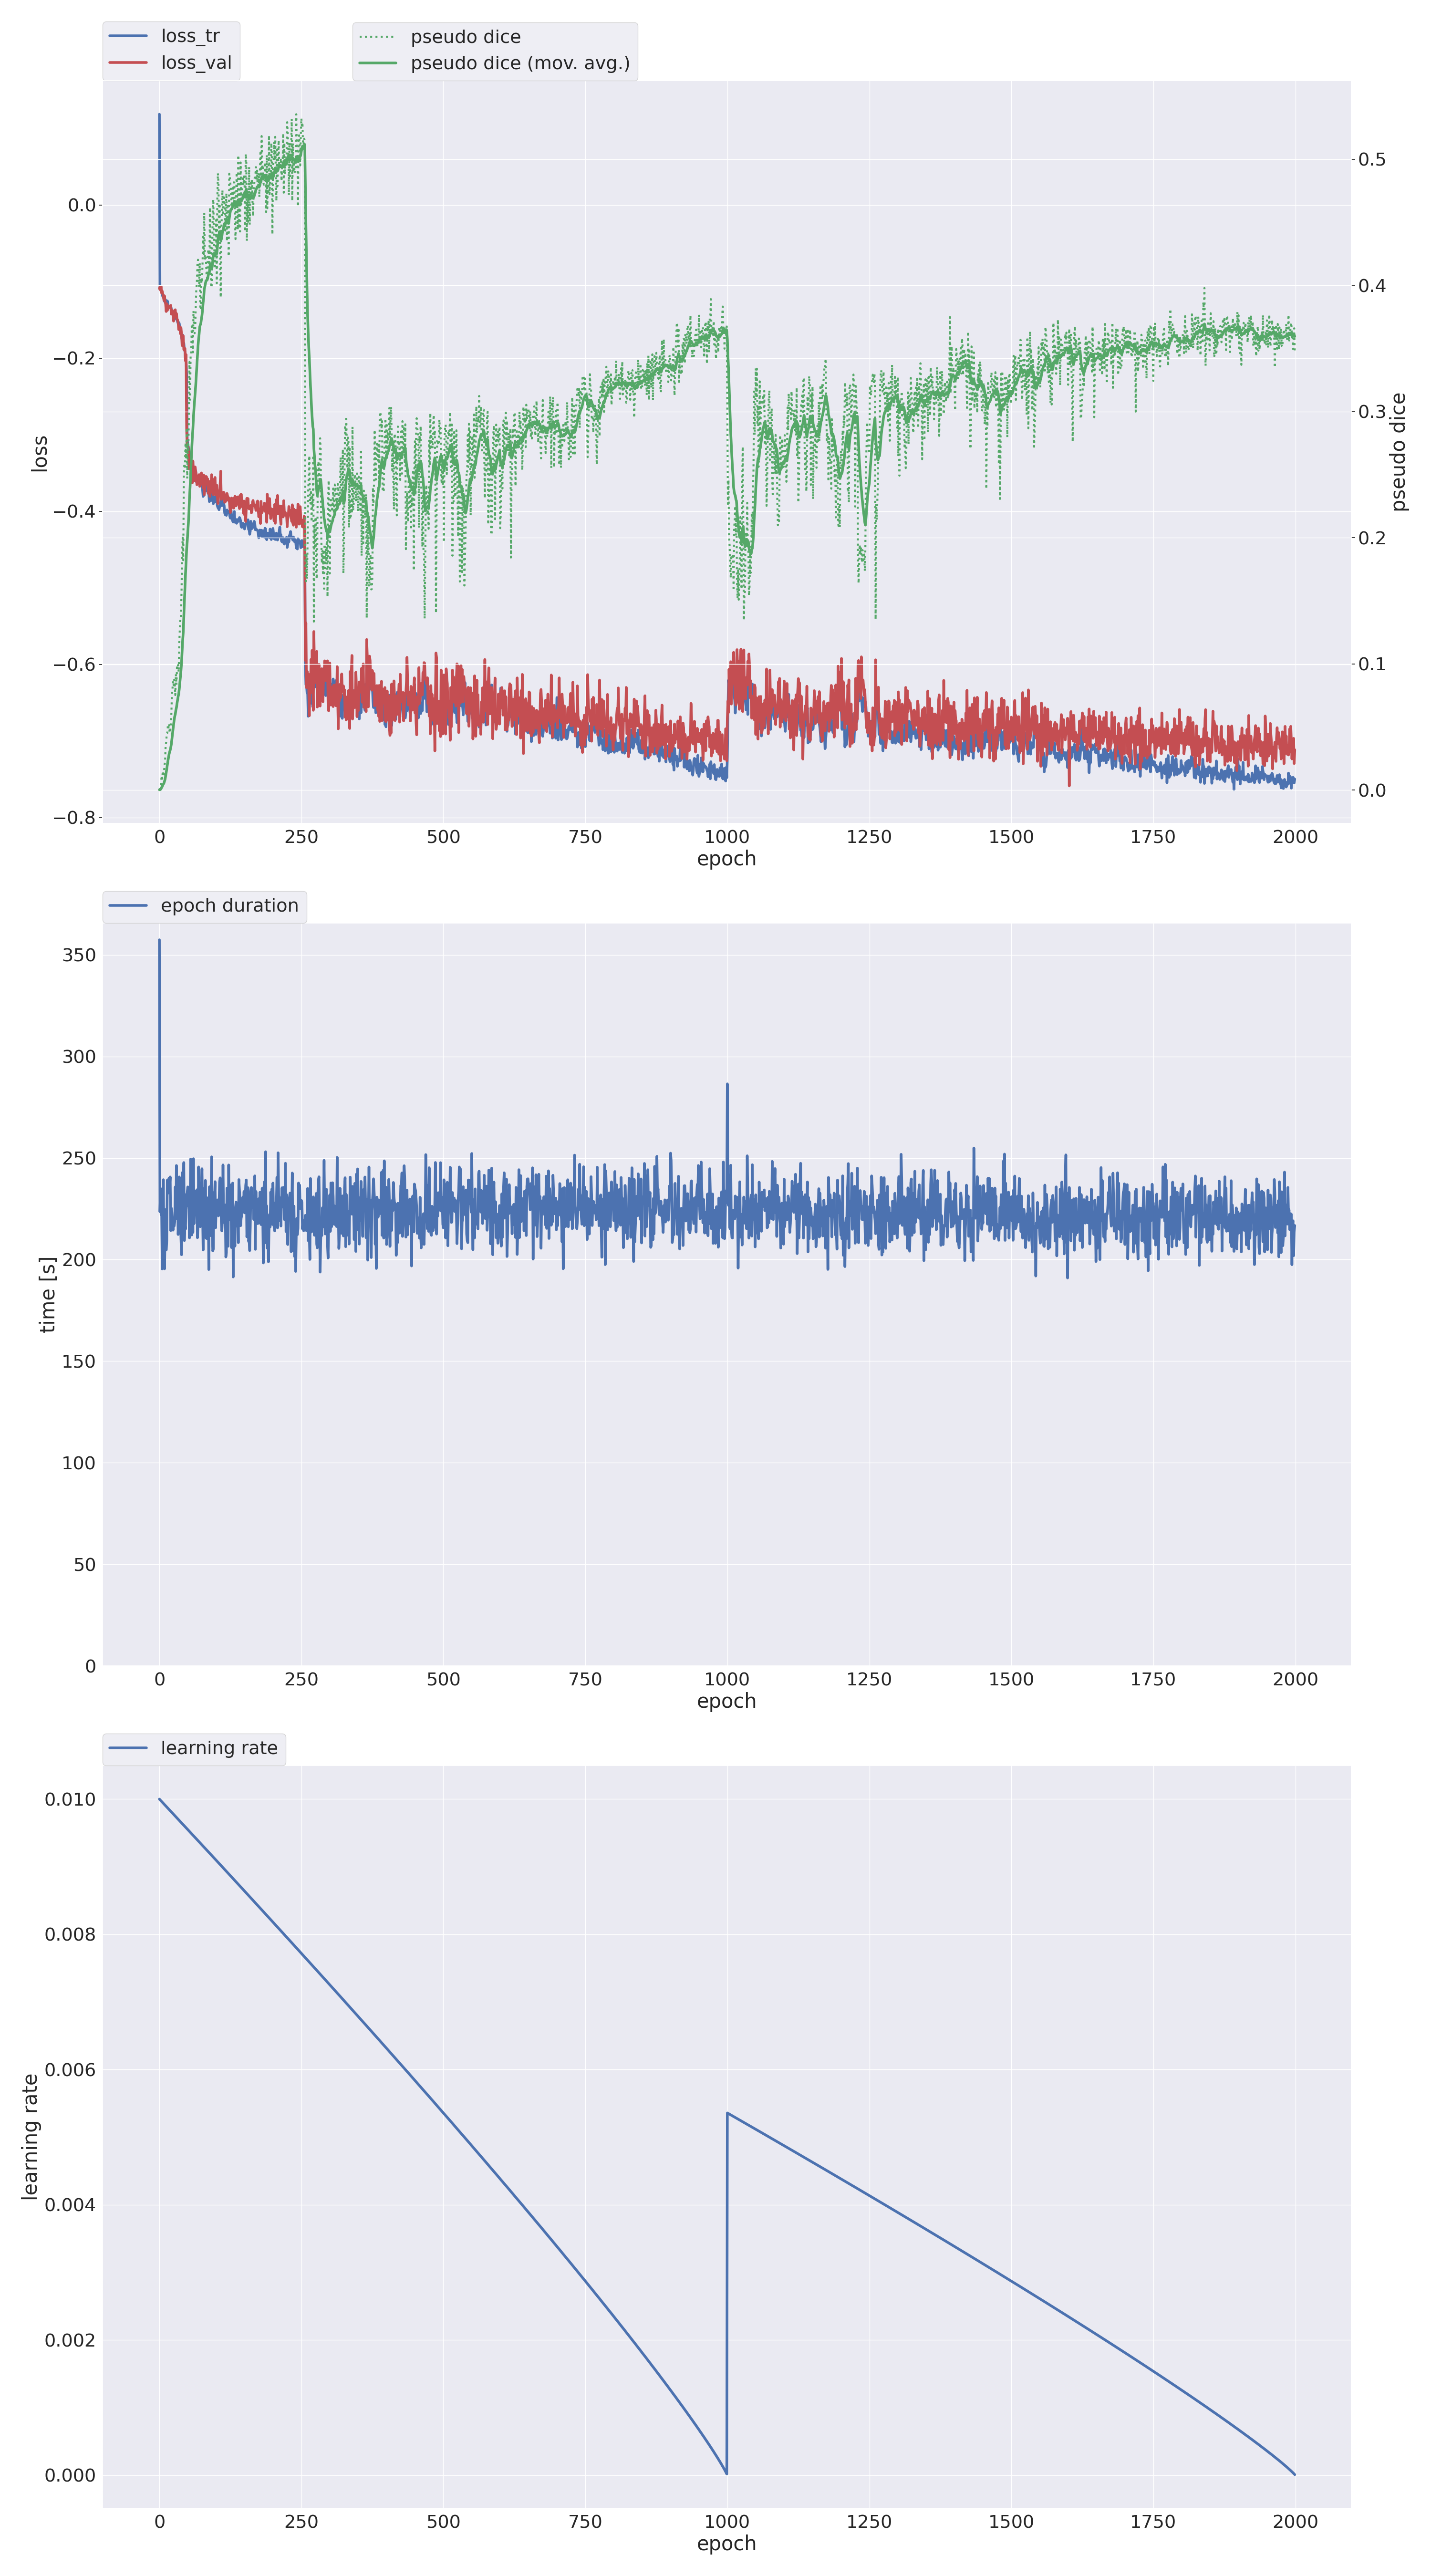 loss_tr
loss_val
pseudo dice
pseudo dice (mov. avg.)
0.0
−0.2
−0.4
−0.6
−0.8
loss
0.5
0.4
0.3
0.2
0.1
0.0
pseudo dice
0 250 500 750 1000 1250 1500 1750 2000
epoch
epoch duration
350
300
250
200
150
100
50
0
time [s]
0 250 500 750 1000 1250 1500 1750 2000
epoch
learning rate
0.010
0.008
0.006
0.004
0.002
0.000
learning rate
0 250 500 750 1000 1250 1500 1750 2000
epoch